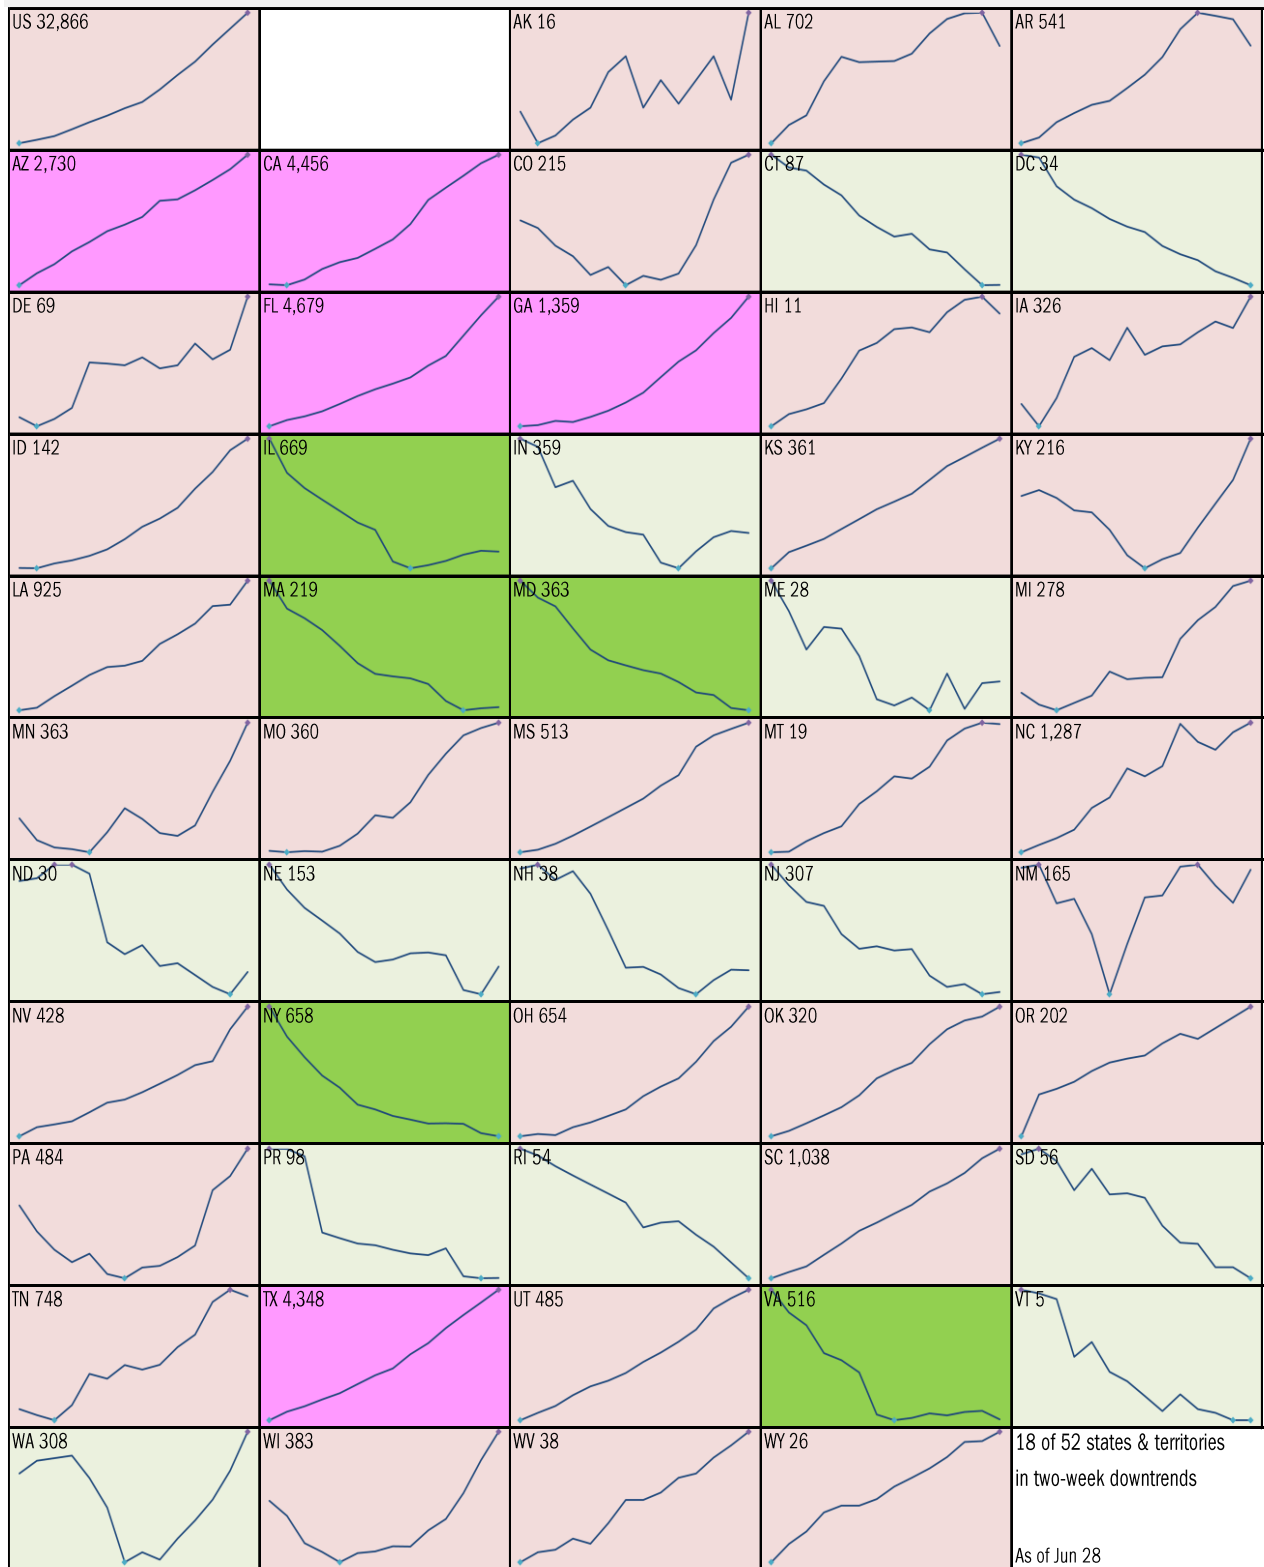 US 32,866
AK 16
AL 702
AR 541
AZ 2,730
CA 4,456
CO 215
CT 87
DC 34
DE 69
FL 4,679
GA 1,359
HI 11
IA 326
ID 142
IL 669
IN 359
KS 361
KY 216
LA 925
MA 219
MD 363
ME 28
MI 278
MN 363
MO 360
MS 513
MT 19
NC 1,287
ND 30
NE 153
NH 38
NJ 307
NM 165
NV 428
NY 658
OH 654
OK 320
OR 202
PA 484
PR 98
RI 54
SC 1,038
SD 56
TN 748
TX 4,348
UT 485
VA 516
VT 5
WA 308
WI 383
WV 38
WY 26
18 of 52 states & territories
in two-week downtrends
As of Jun 28